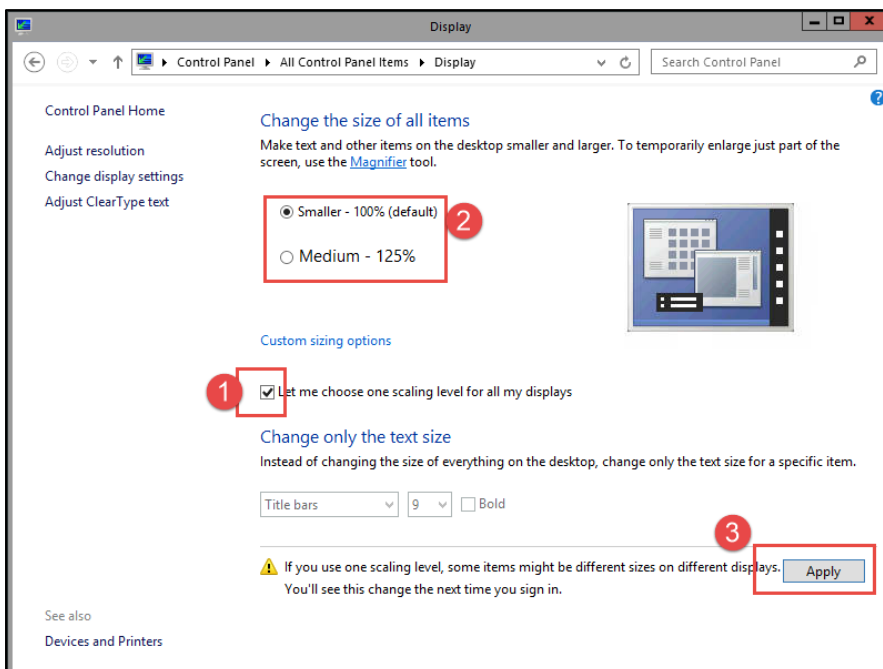 Display
Control Panel All Control Panel Items Display Search Control Panel
Control Panel Home
Adjust resolution
Change display settings
Adjust ClearType text
Change the size of all items
Make text and other items on the desktop smaller and larger. To temporarily enlarge just part of the
screen, use the Magnifier tool.
Smaller - 100% (default)
2
Medium - 125%
Custom sizing options
1
Let me choose one scaling level for all my displays
Change only the text size
Instead of changing the size of everything on the desktop, change only the text size for a specific item.
Title bars 9 Bold
3
If you use one scaling level, some items might be different sizes on different displays.
You'll see this change the next time you sign in.
Apply
See also
Devices and Printers